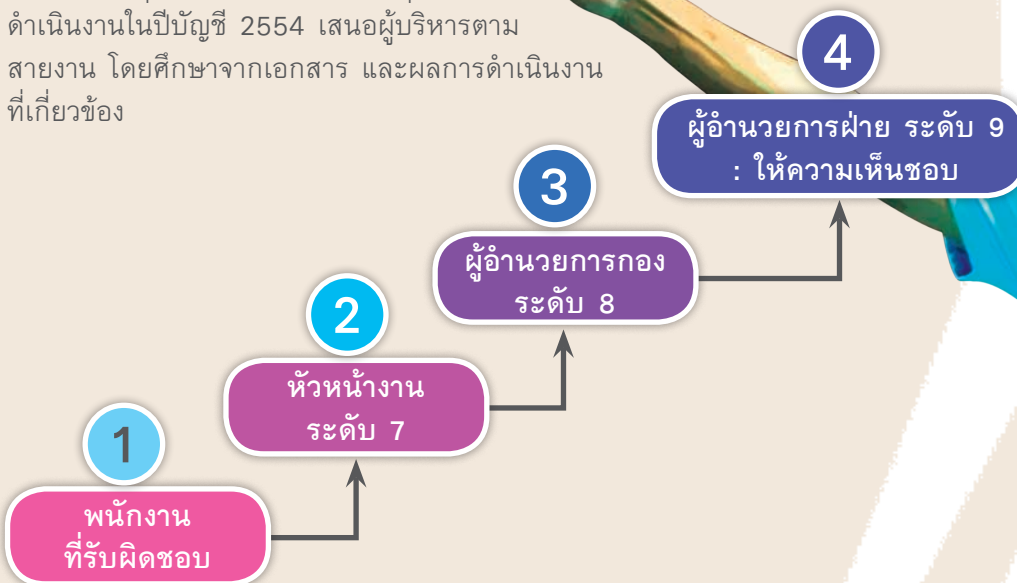 ดำเนินงานในปีบัญชี 2554 เสนอผู้บริหารตาม
สายงาน โดยศึกษาจากเอกสาร และผลการดำเนินงาน
ที่เกี่ยวข้อง
4
ผู้อำนวยการฝ่าย ระดับ 9
: ให้ความเห็นชอบ
3
ผู้อำนวยการกอง
ระดับ 8
2
หัวหน้างาน
ระดับ 7
1
พนักงาน
ที่รับผิดชอบ